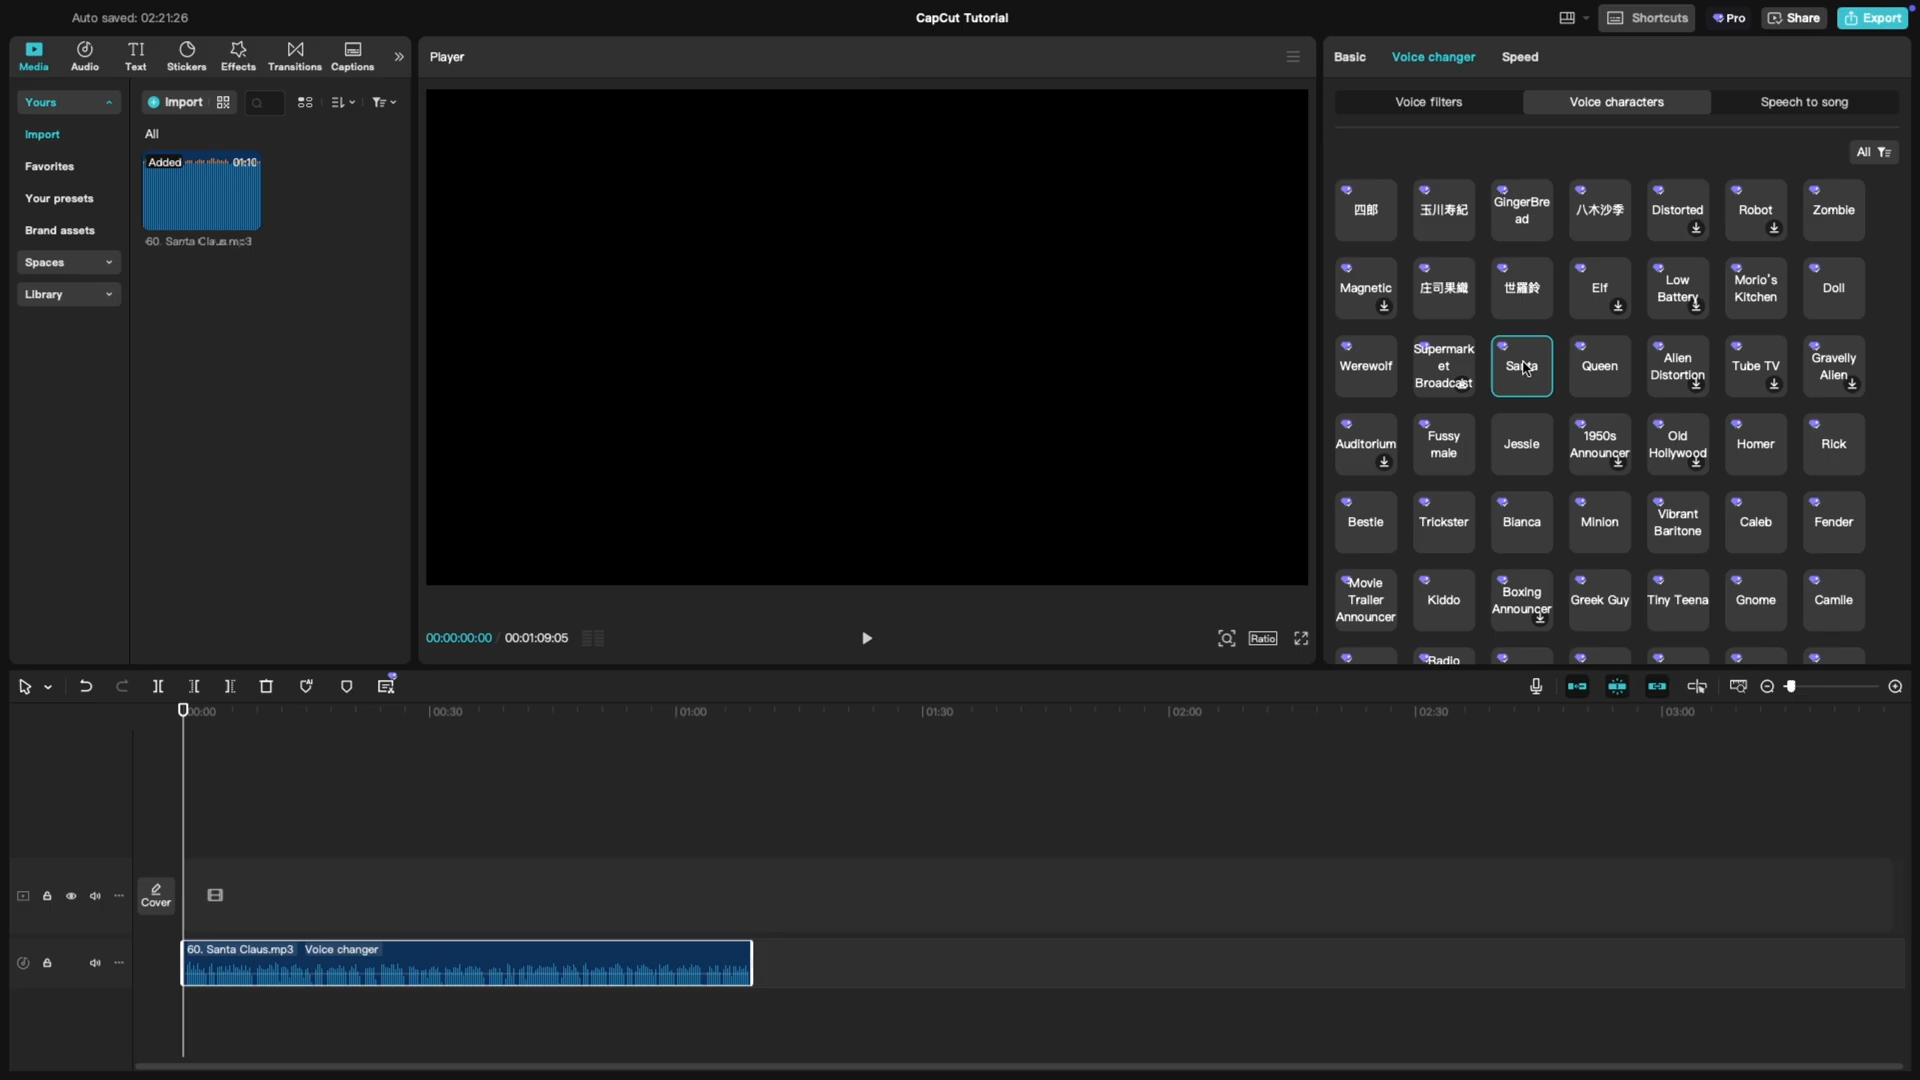 Auto saved: 02:21:26
CapCut Tutorial
Shortcuts
Pro
Share
Export
Media
Audio
Text
Stickers
Effects
Transitions
Captions
Player
Basic
Voice changer
Speed
Yours
Import
Voice filters
Voice characters
Speech to song
Import
All
Favorites
Added
01:10
All
Your presets
Brand assets
60. Santa Claus.mp3
Spaces
Library
四郎
玉川寿紀
GingerBre
ad
八木沙季
Distorted
Robot
Zombie
Magnetic
庄司果織
世羅鈴
Elf
Low
Battery
Morio's
Kitchen
Doll
Werewolf
Supermark
et
Broadcast
Santa
Queen
Alien
Distortion
Tube TV
Gravelly
Alien
Auditorium
Fussy
male
Jessie
1950s
Announcer
Old
Hollywood
Homer
Rick
Bestie
Trickster
Bianca
Minion
Vibrant
Baritone
Caleb
Fender
Movie
Trailer
Announcer
Kiddo
Boxing
Announcer
Greek Guy
Tiny Teena
Gnome
Camile
Radio
00:00:00:00 / 00:01:09:05
Ratio
00:00
00:30
01:00
01:30
02:00
02:30
03:00
Cover
60. Santa Claus.mp3 Voice changer